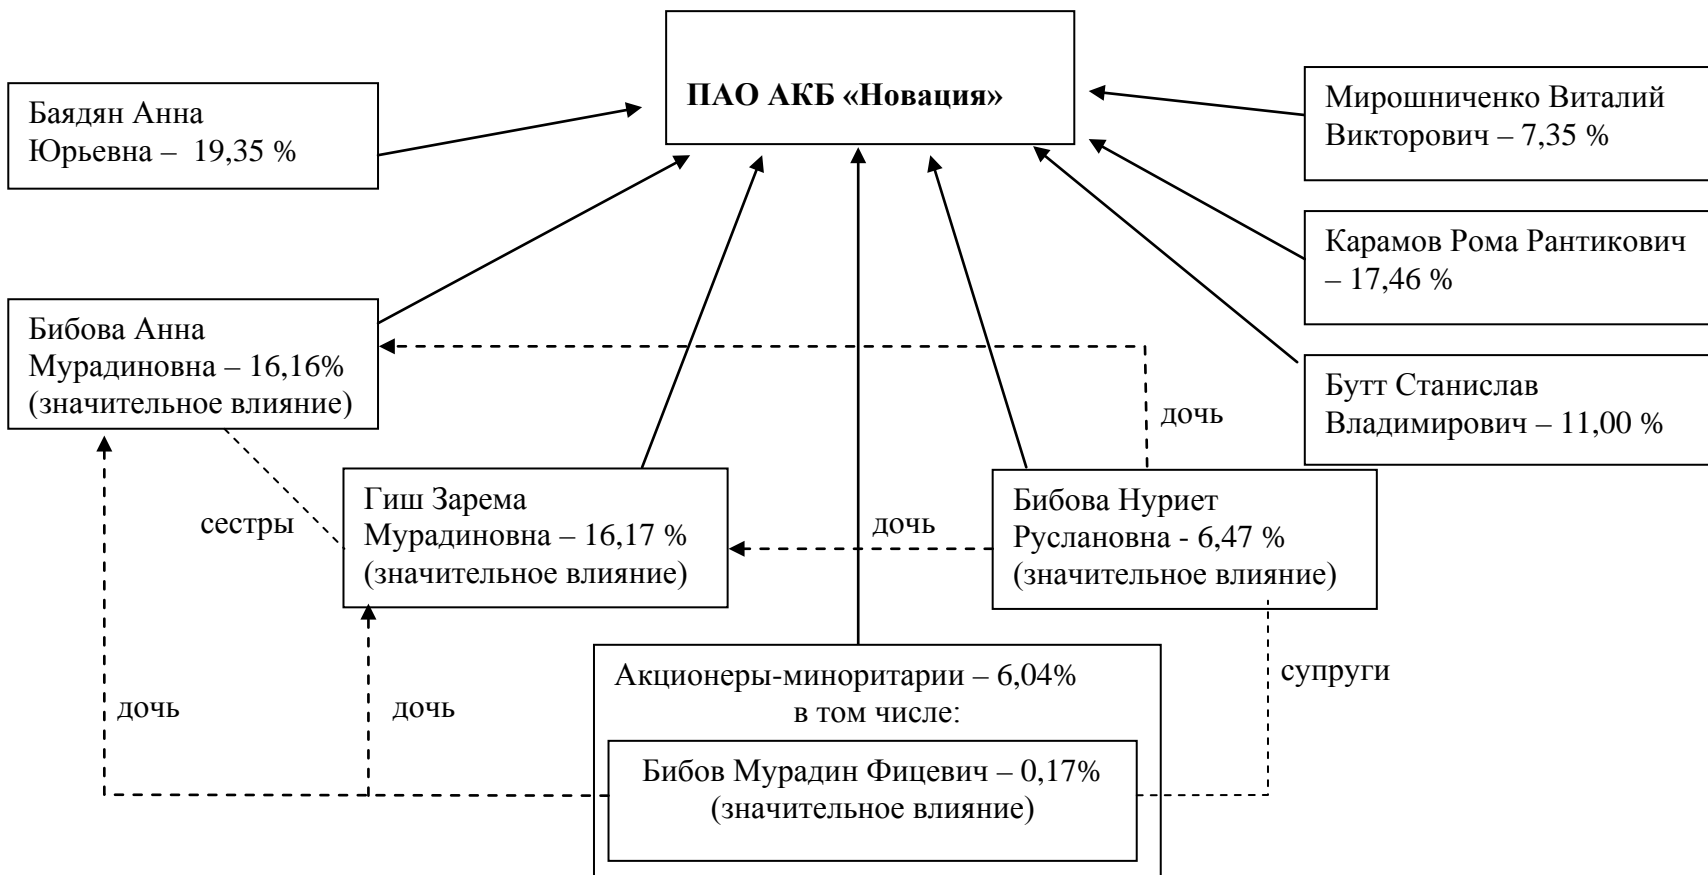 ПАО АКБ «Новация»
Баядян Анна
Юрьевна – 19,35 %
Мирошниченко Виталий
Викторович – 7,35 %
Карамов Рома Рантикович
– 17,46 %
Бибова Анна
Мурадиновна – 16,16%
(значительное влияние)
Бутт Станислав
Владимирович – 11,00 %
дочь
Гиш Зарема
Мурадиновна – 16,17 %
(значительное влияние)
сестры
дочь
Бибова Нуриет
Руслановна - 6,47 %
(значительное влияние)
Акционеры-миноритарии – 6,04%
в том числе:
супруги
дочь
дочь
Бибов Мурадин Фицевич – 0,17%
(значительное влияние)